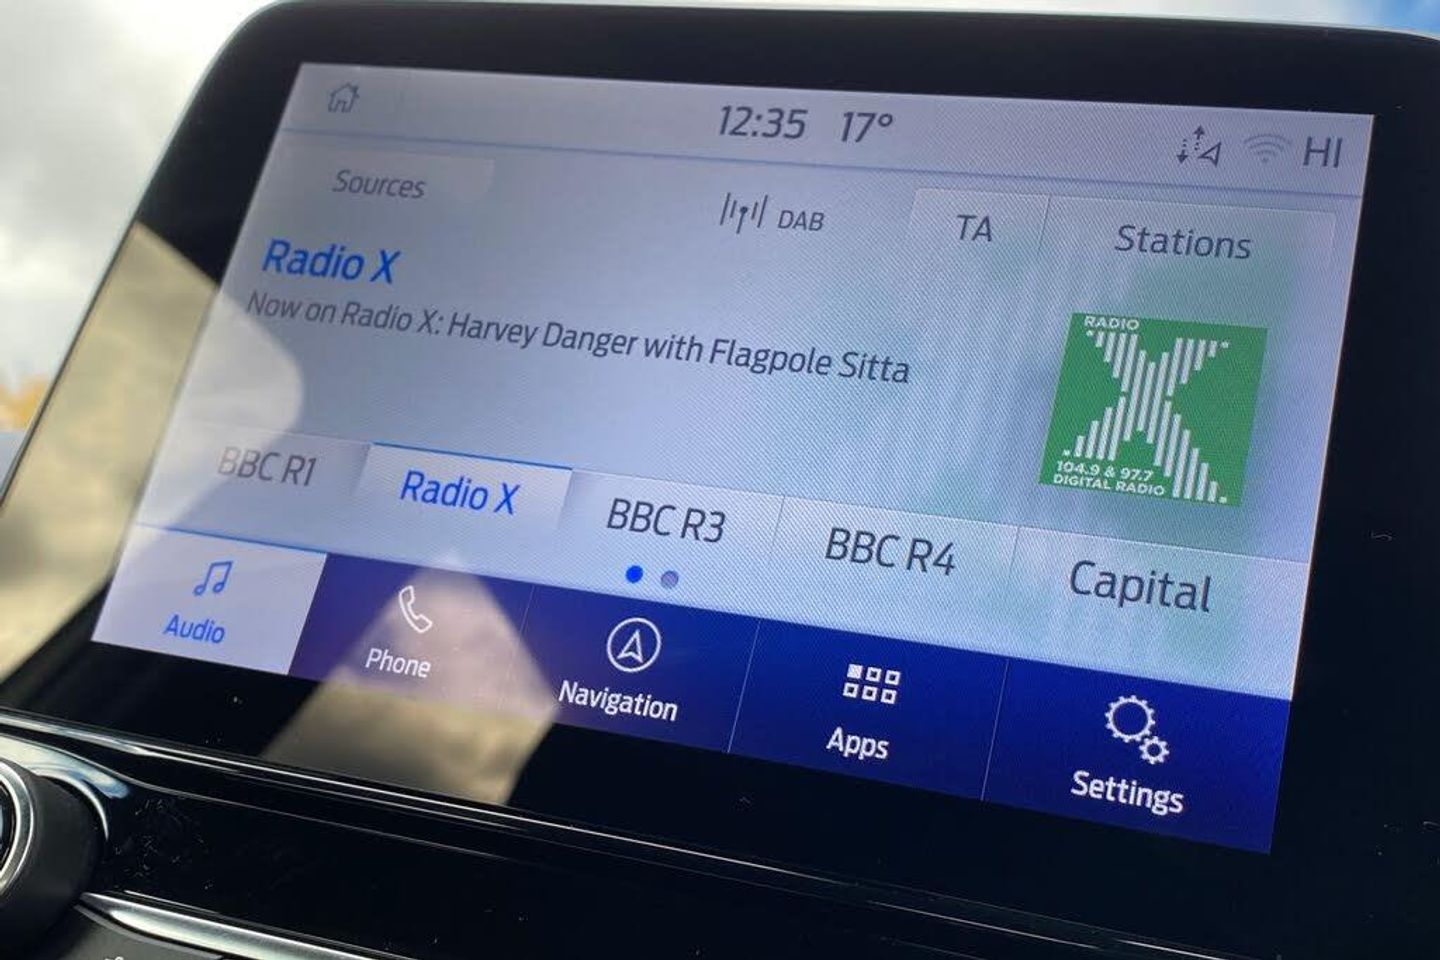 12:35 17° HI
Sources
DAB
TA
Stations
Radio X
Now on Radio X: Harvey Danger with Flagpole Sitta
RADIO
X
104.9 & 97.7
DIGITAL RADIO
BBC R1
Radio X
BBC R3
BBC R4
Capital
Audio
Phone
Navigation
Apps
Settings